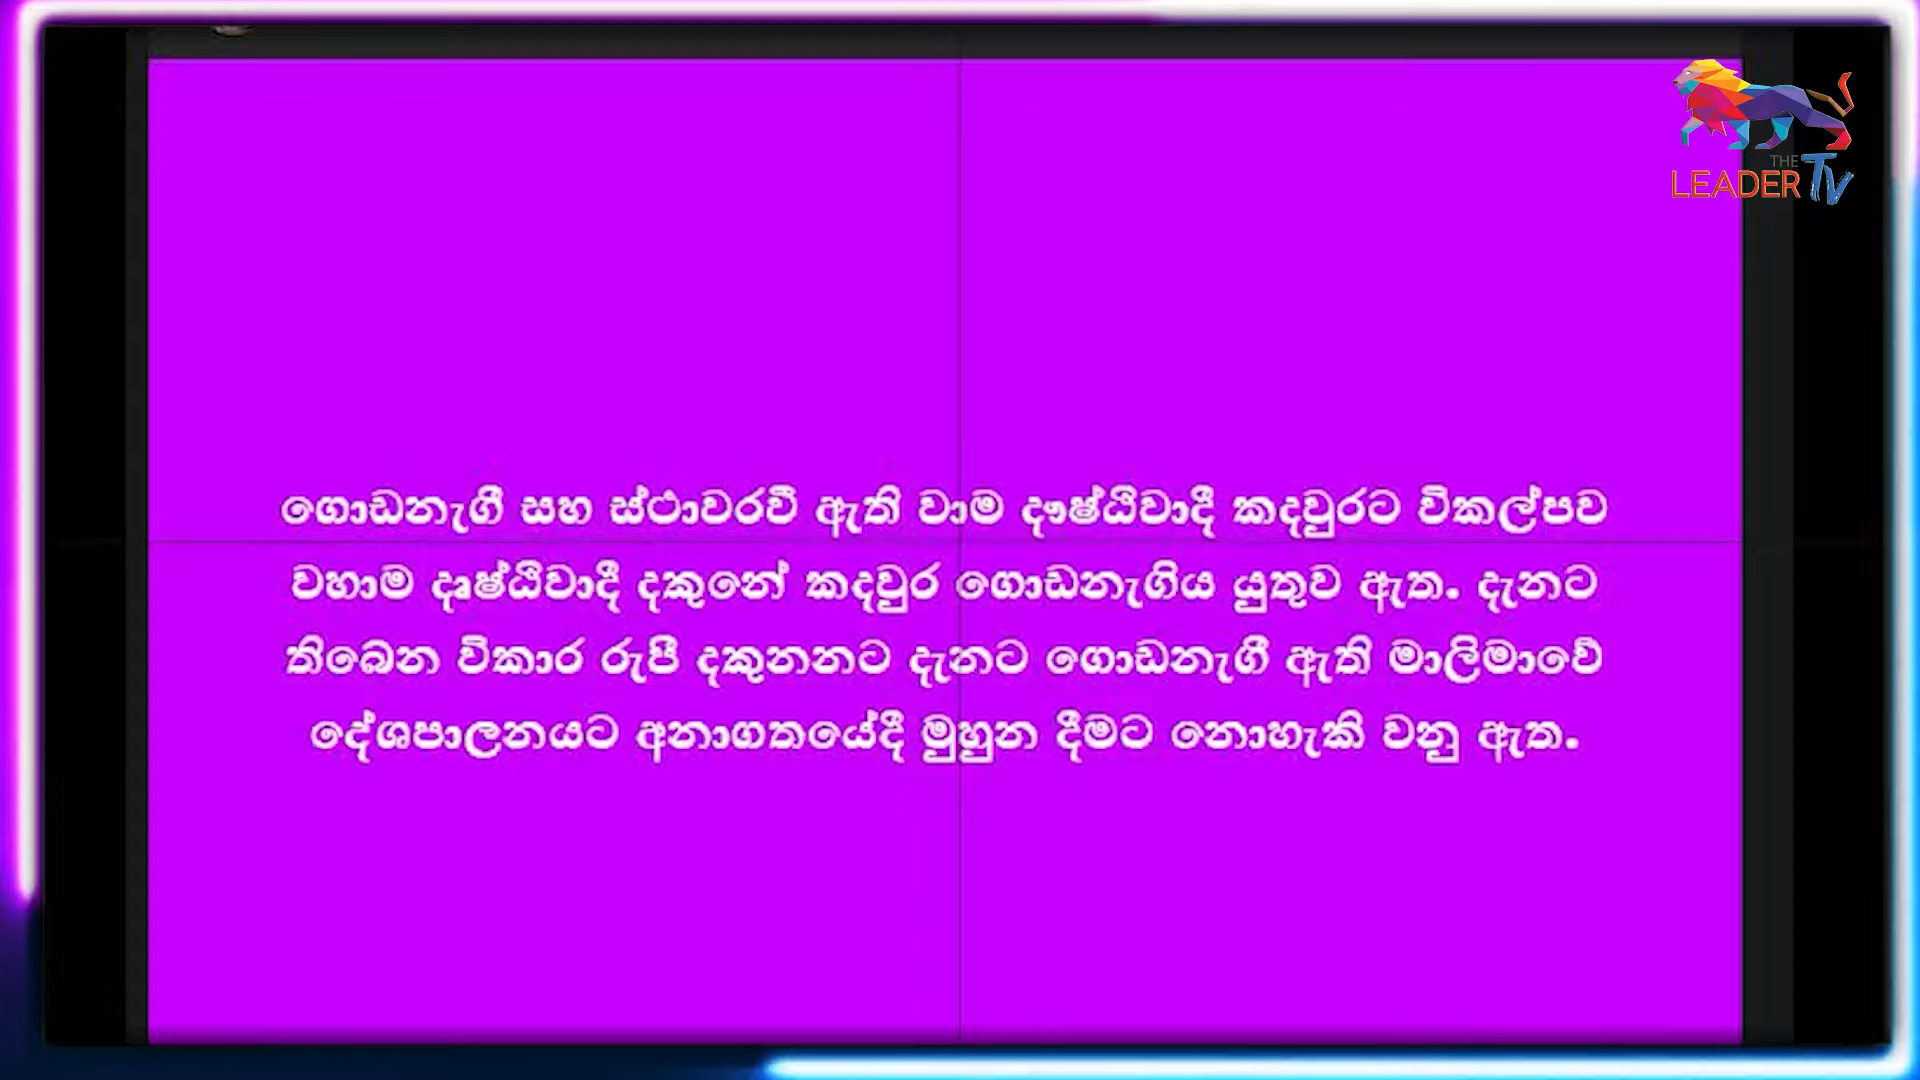 THE
LEADER TV
ගොඩනැගී සහ ස්ථාවරවී ඇති වාම දෘෂ්ඨිවාදී කඳවුරට විකල්පව
වහාම දෘෂ්ඨිවාදී දකුනේ කඳවුර ගොඩනැගිය යුතුව ඇත. දැනට
තිබෙන විකාර රුපී දකුනනට දැනට ගොඩනැගී ඇති මාලිමාවේ
දේශපාලනයට අනාගතයේදී මුහුන දීමට නොහැකි වනු ඇත.